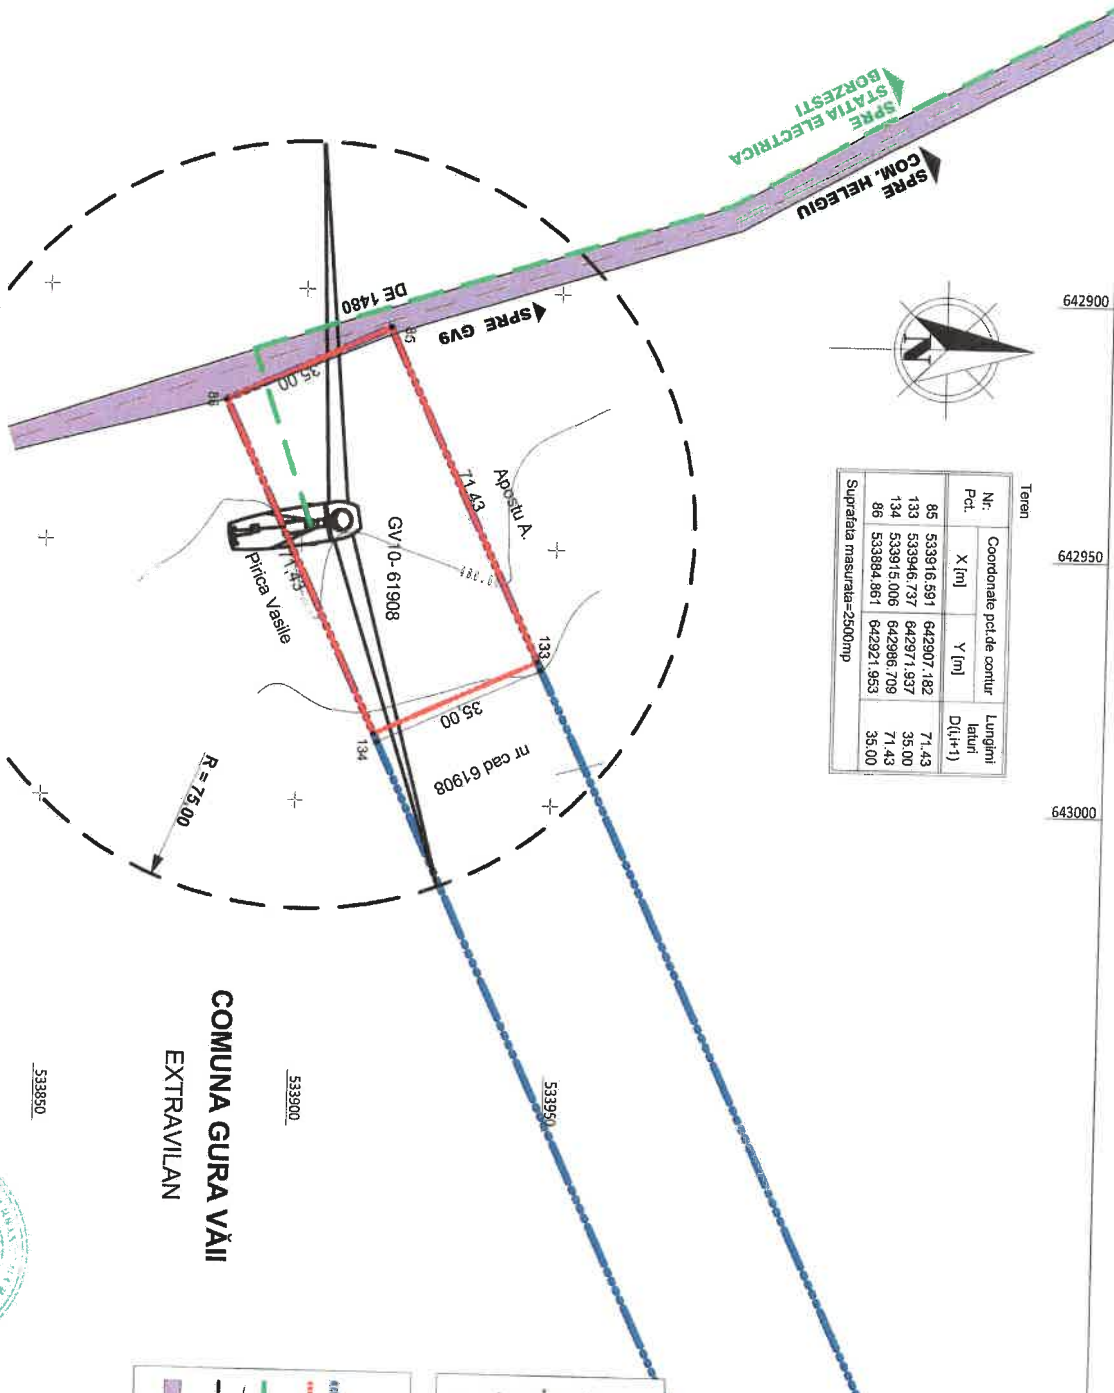 SPRE
STATIA ELECTRICA
BORZESTI
SPRE
COM. HELEGIU
DE 1480
SPRE GV9
N
642900
642950
643000
Teren
Nr. Pct. Coordonate pct.de contur Lungimi laturi
X [m] Y [m] D(i,i+1)
85 533916.591 642907.182 71.43
133 533946.737 642971.937 35.00
134 533915.006 642986.709 71.43
86 533884.861 642921.953 35.00
Suprafata masurata=2500mp
85
86
35.00
71.43
Apostu A.
GV10- 61908
71.43
Pirica Vasile
133
134
35.00
nr cad 61908
R = 75,00
COMUNA GURA VĂII
EXTRAVILAN
533850
533900
533950